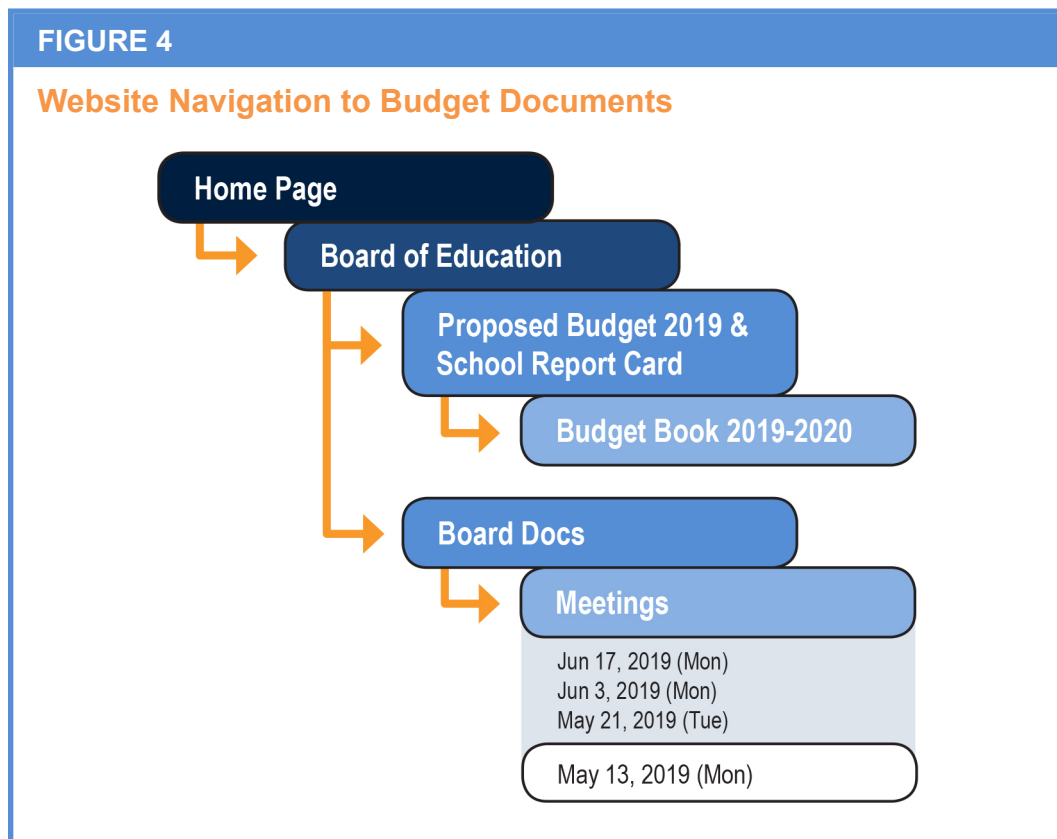 FIGURE 4
Website Navigation to Budget Documents
Home Page
Board of Education
Proposed Budget 2019 &
School Report Card
Budget Book 2019-2020
Board Docs
Meetings
Jun 17, 2019 (Mon)
Jun 3, 2019 (Mon)
May 21, 2019 (Tue)
May 13, 2019 (Mon)